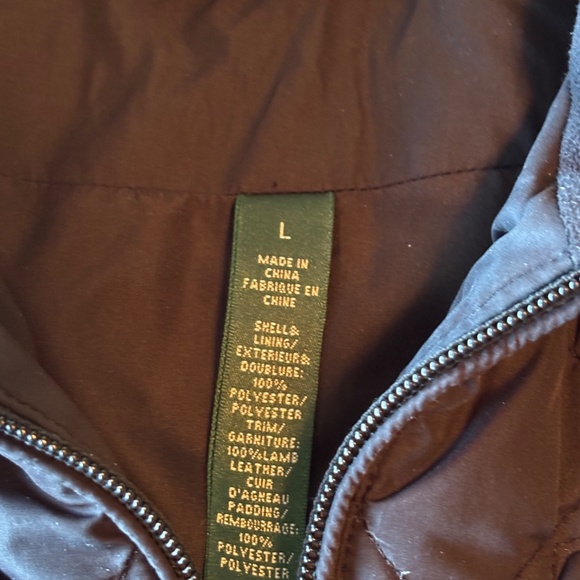 L
MADE IN
CHINA
FABRIQUE EN
CHINE
SHELL&
LINING/
EXTERIEUR&
DOUBLURE:
100%
POLYESTER/
POLYESTER
TRIM/
GARNITURE:
100%LAMB
LEATHER/
CUIR
D'AGNEAU
PADDING/
REMBOURRAGE:
100%
POLYESTER/
POLYESTER